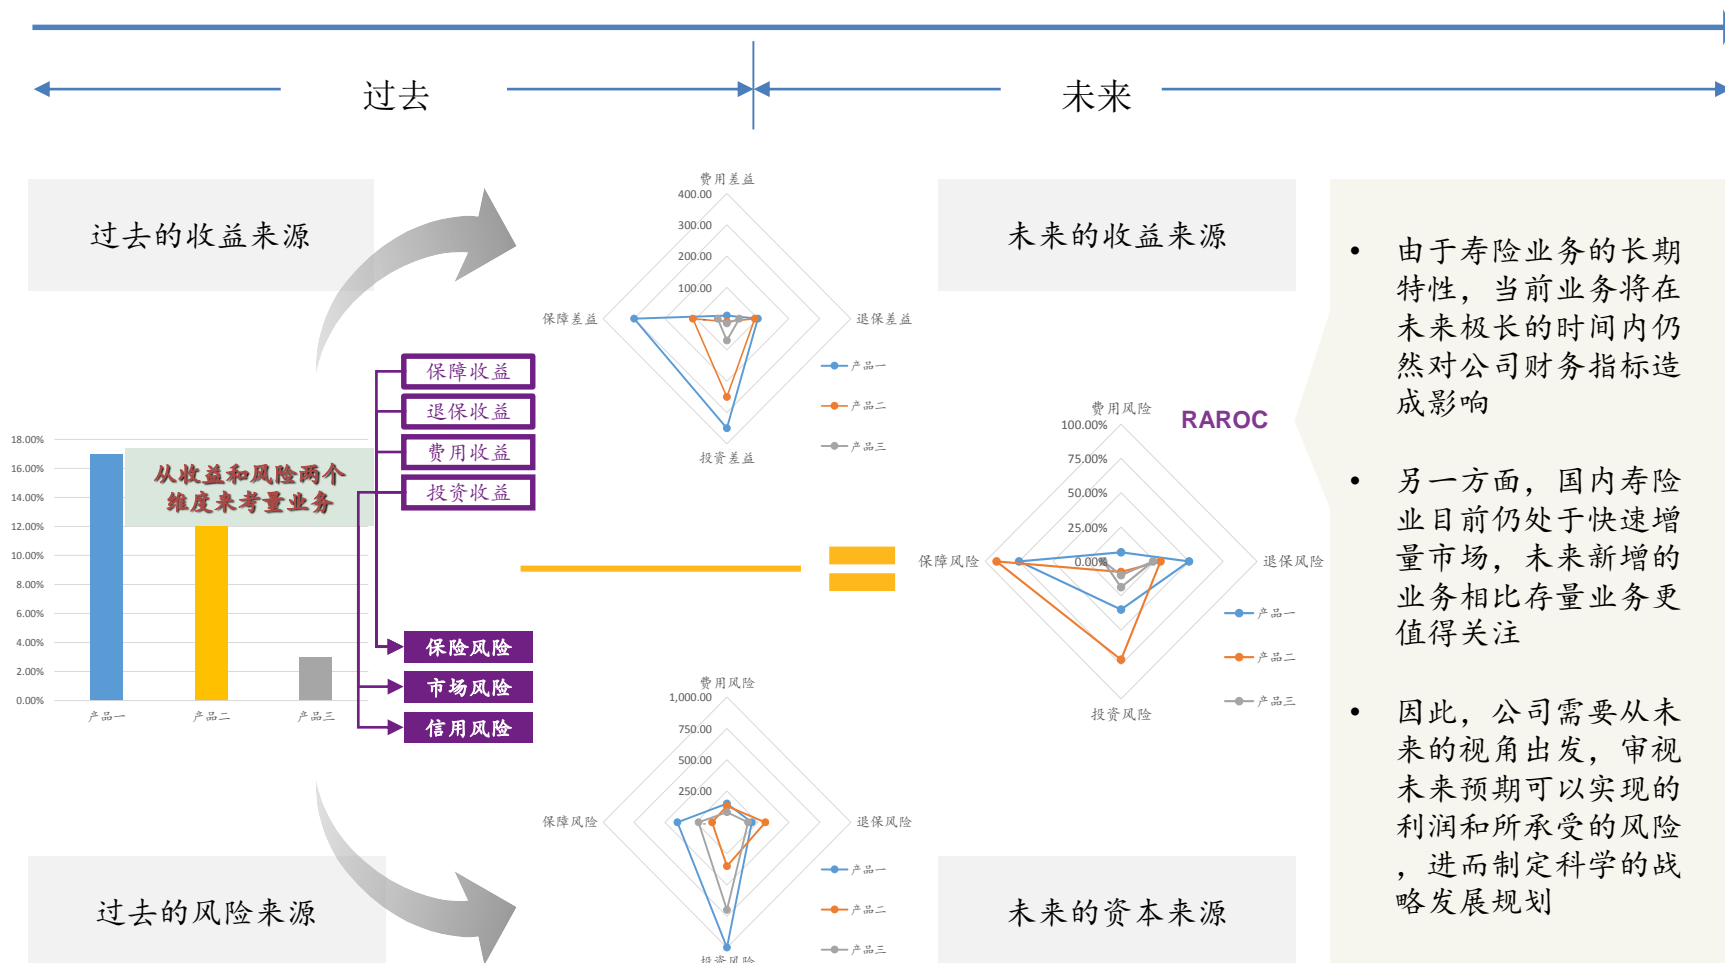 过去
未来
过去的收益来源
未来的收益来源
费用差益
400.00
300.00
200.00
100.00
保障差益
退保差益
投资差益
产品一
产品二
产品三
保障收益
退保收益
费用收益
投资收益
18.00%
16.00%
14.00%
12.00%
10.00%
8.00%
6.00%
4.00%
2.00%
0.00%
从收益和风险两个
维度来考量业务
产品一
产品二
产品三
保险风险
市场风险
信用风险
RAROC
费用风险
100.00%
75.00%
50.00%
25.00%
0.00%
保障风险
退保风险
投资风险
产品一
产品二
产品三
费用风险
1,000.00
750.00
500.00
250.00
保障风险
退保风险
投资风险
产品一
产品二
产品三
过去的风险来源
未来的资本来源
• 由于寿险业务的长期
特性，当前业务将在
未来极长的时间内仍
然对公司财务指标造
成影响
• 另一方面，国内寿险
业目前仍处于快速增
量市场，未来新增的
业务相比存量业务更
值得关注
• 因此，公司需要从未
来的视角出发，审视
未来预期可以实现的
利润和所承受的风险
，进而制定科学的战
略发展规划